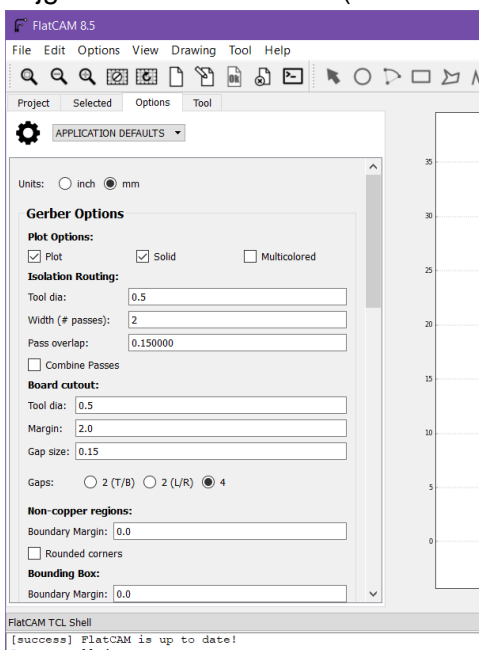 FlatCAM 8.5
File Edit Options View Drawing Tool Help
Ok
Project Selected Options Tool
APPLICATION DEFAULTS
Units: inch mm
Gerber Options
Plot Options:
Plot Solid Multicolored
Isolation Routing:
Tool dia: 0.5
Width (# passes): 2
Pass overlap: 0.150000
Combine Passes
Board cutout:
Tool dia: 0.5
Margin: 2.0
Gap size: 0.15
Gaps: 2 (T/B) 2 (L/R) 4
Non-copper regions:
Boundary Margin: 0.0
Rounded corners
Bounding Box:
Boundary Margin: 0.0
35
30
25
20
15
10
5
0
FlatCAM TCL Shell
[success] FlatCAM is up to date!